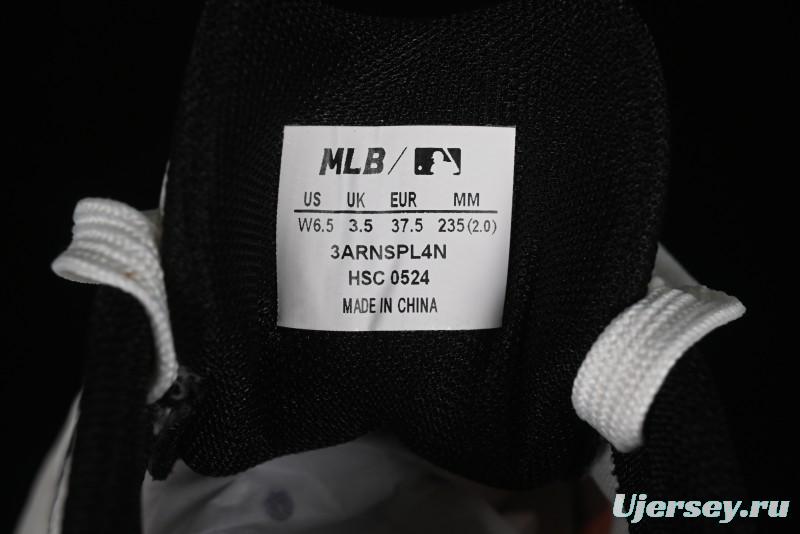 MLB /
US UK EUR MM
W6.5 3.5 37.5 235(2.0)
3ARNSPL4N
HSC 0524
MADE IN CHINA
Ujersey.ru